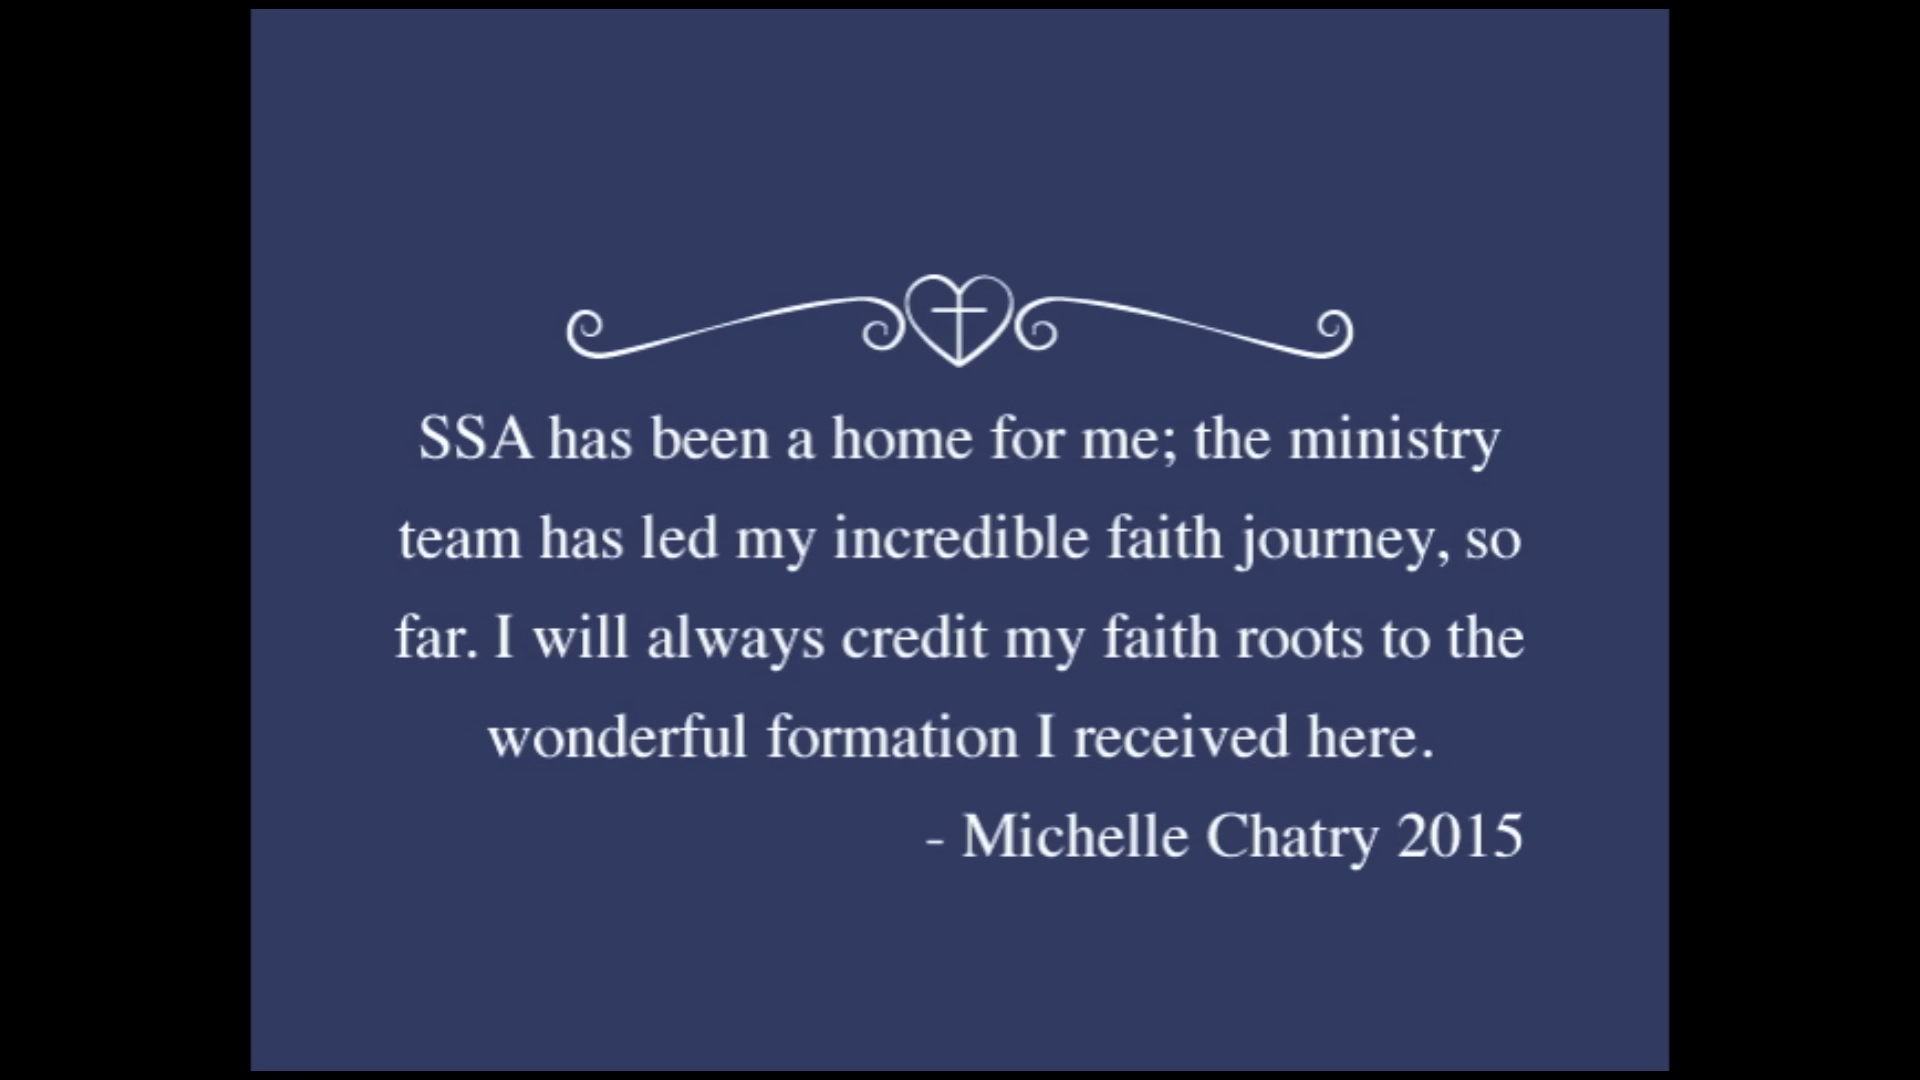 SSA has been a home for me; the ministry
team has led my incredible faith journey, so
far. I will always credit my faith roots to the
wonderful formation I received here.
- Michelle Chatry 2015